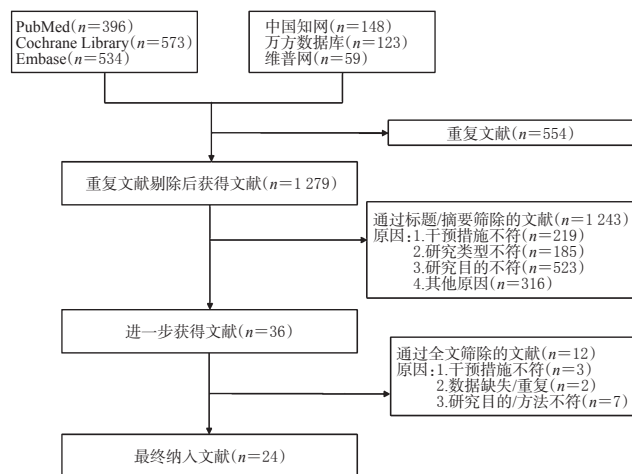 PubMed(n=396)
Cochrane Library(n=573)
Embase(n=534)
中国知网(n=148)
万方数据库(n=123)
维普网(n=59)
重复文献(n=554)
重复文献剔除后获得文献(n=1 279)
通过标题/摘要筛除的文献(n=1 243)
原因:1.干预措施不符(n=219)
2.研究类型不符(n=185)
3.研究目的不符(n=523)
4.其他原因(n=316)
进一步获得文献(n=36)
通过全文筛除的文献(n=12)
原因:1.干预措施不符(n=3)
2.数据缺失/重复(n=2)
3.研究目的/方法不符(n=7)
最终纳入文献(n=24)